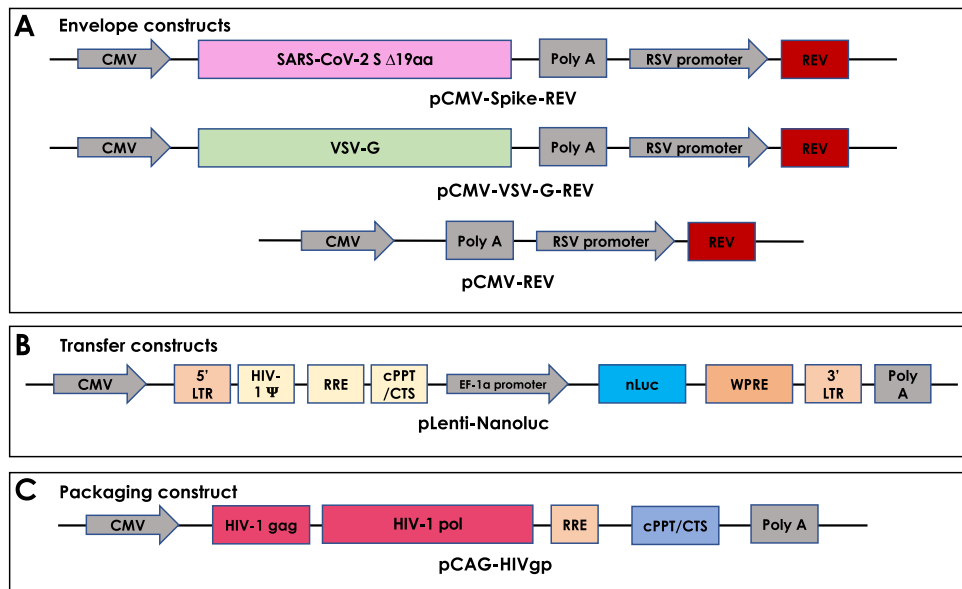 A Envelope constructs
CMV SARS-CoV-2 S Δ19aa Poly A RSV promoter REV
pCMV-Spike-REV
CMV VSV-G Poly A RSV promoter REV
pCMV-VSV-G-REV
CMV Poly A RSV promoter REV
pCMV-REV
B Transfer constructs
CMV
5’
LTR
HIV-
1 Ψ
RRE
cPPT
/CTS
EF-1α promoter
nLuc
WPRE
3’
LTR
Poly
A
pLenti-Nanoluc
C Packaging construct
CMV HIV-1 gag HIV-1 pol RRE cPPT/CTS Poly A
pCAG-HIVgp